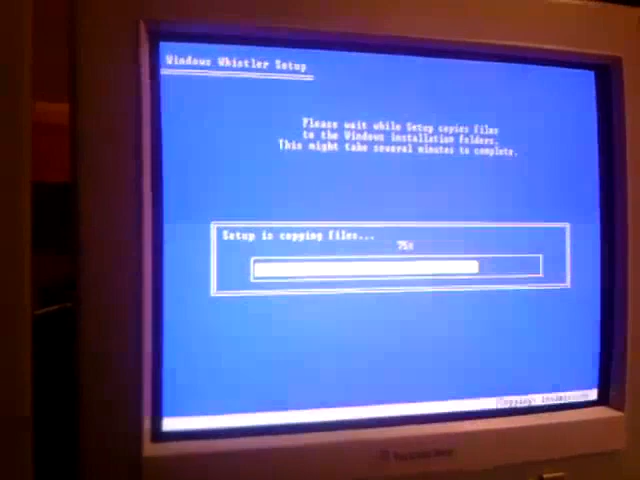 Windows Whistler Setup
Please wait while Setup copies files
to the Windows installation folders.
This might take several minutes to complete.
Setup is copying files...
75%
Copying: